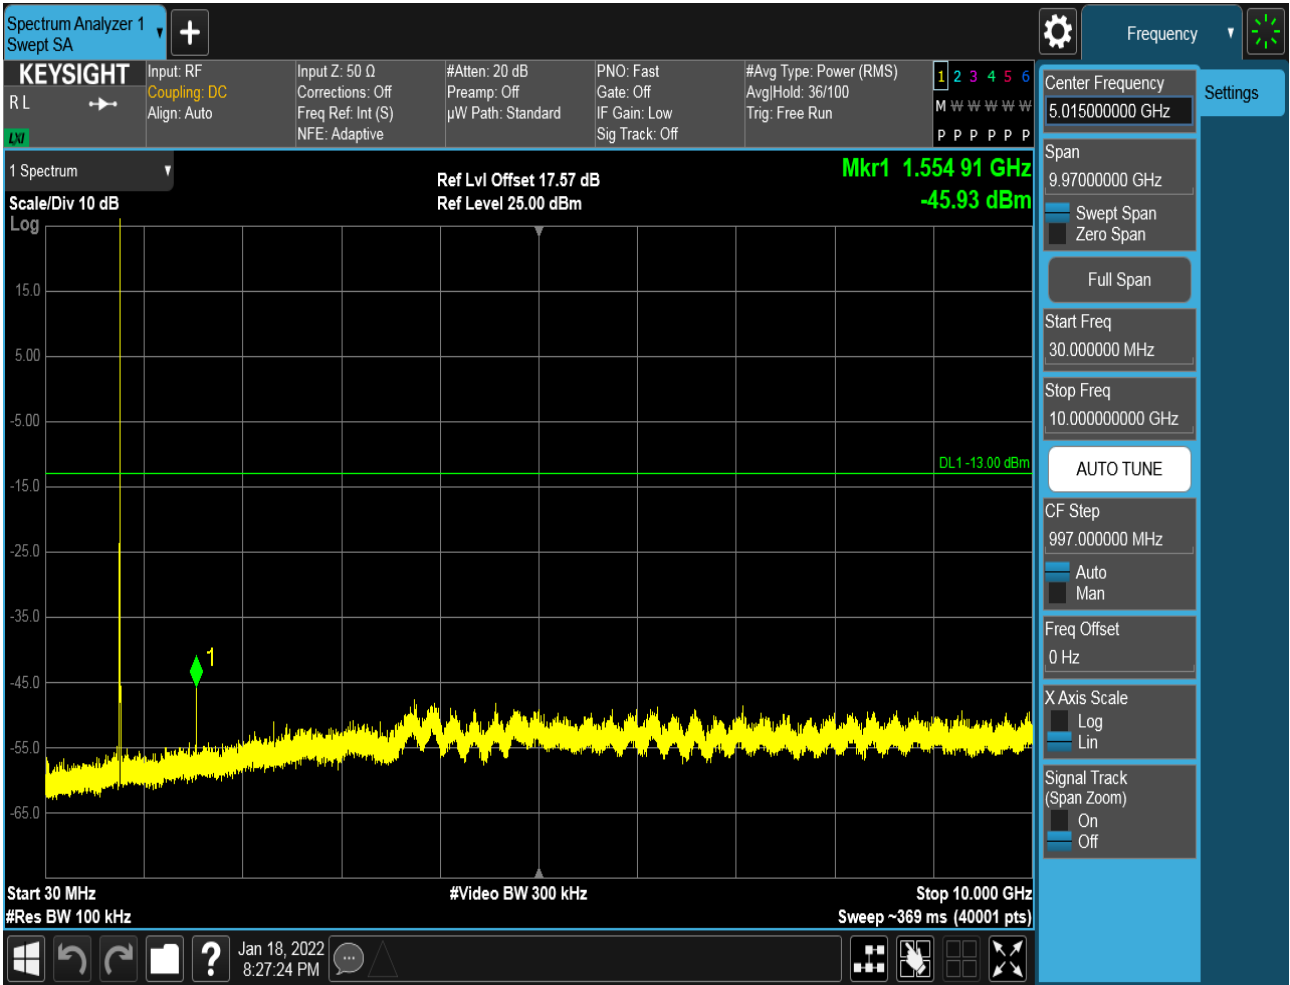 Spectrum Analyzer 1
Swept SA
+
Frequency
KEYSIGHT
R L
LXI
Input: RF
Coupling: DC
Align: Auto
Input Z: 50 Ω
Corrections: Off
Freq Ref: Int (S)
NFE: Adaptive
#Atten: 20 dB
Preamp: Off
µW Path: Standard
PNO: Fast
Gate: Off
IF Gain: Low
Sig Track: Off
#Avg Type: Power (RMS)
Avg|Hold: 36/100
Trig: Free Run
1 2 3 4 5 6
M W W W W W
P P P P P P
1 Spectrum
Scale/Div 10 dB
Log
Ref Lvl Offset 17.57 dB
Ref Level 25.00 dBm
Mkr1 1.554 91 GHz
-45.93 dBm
15.0
5.00
-5.00
DL1 -13.00 dBm
-15.0
-25.0
-35.0
1
-45.0
-55.0
-65.0
Start 30 MHz
#Video BW 300 kHz
Stop 10.000 GHz
#Res BW 100 kHz
Sweep ~369 ms (40001 pts)
?
Jan 18, 2022
8:27:24 PM
Center Frequency
5.015000000 GHz
Settings
Span
9.97000000 GHz
Swept Span
Zero Span
Full Span
Start Freq
30.000000 MHz
Stop Freq
10.000000000 GHz
AUTO TUNE
CF Step
997.000000 MHz
Auto
Man
Freq Offset
0 Hz
X Axis Scale
Log
Lin
Signal Track
(Span Zoom)
On
Off